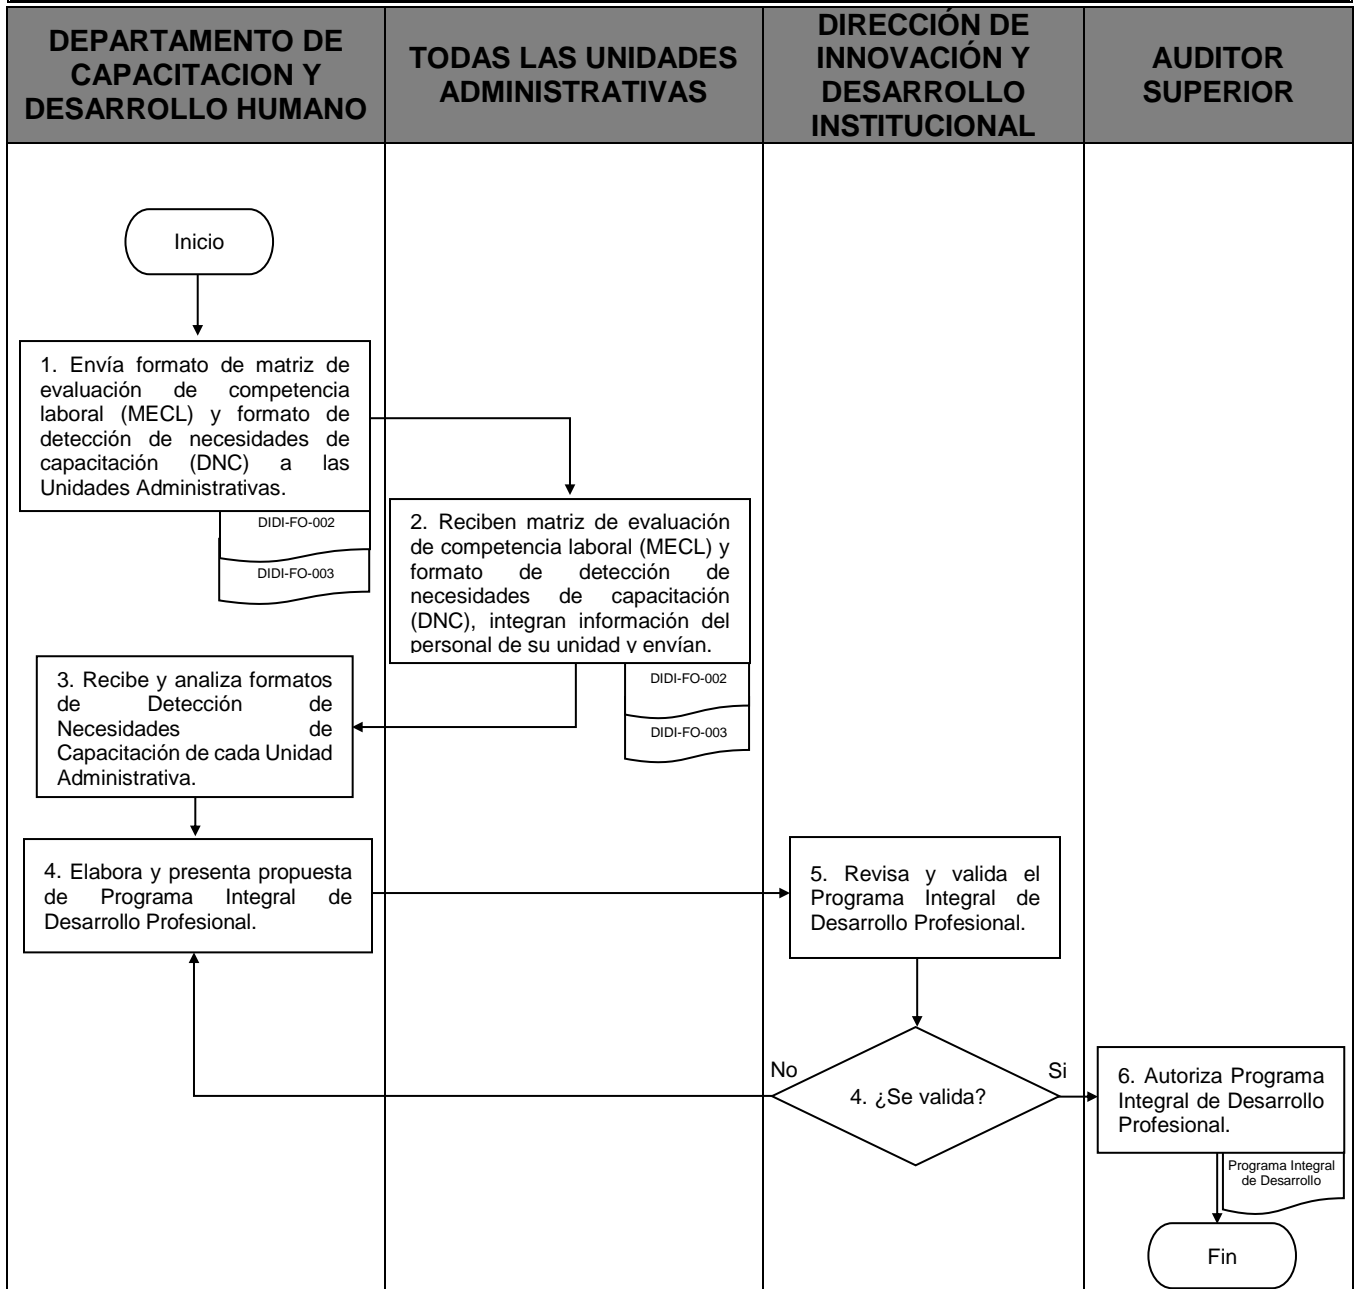 DEPARTAMENTO DE
CAPACITACION Y
DESARROLLO HUMANO
TODAS LAS UNIDADES
ADMINISTRATIVAS
DIRECCIÓN DE
INNOVACIÓN Y
DESARROLLO
INSTITUCIONAL
AUDITOR
SUPERIOR
Inicio
1. Envía formato de matriz de
evaluación de competencia
laboral (MECL) y formato de
detección de necesidades de
capacitación (DNC) a las
Unidades Administrativas.
DIDI-FO-002
DIDI-FO-003
2. Reciben matriz de evaluación
de competencia laboral (MECL) y
formato de detección de
necesidades de capacitación
(DNC), integran información del
personal de su unidad y envían.
DIDI-FO-002
DIDI-FO-003
3. Recibe y analiza formatos
de Detección de
Necesidades de
Capacitación de cada Unidad
Administrativa.
4. Elabora y presenta propuesta
de Programa Integral de
Desarrollo Profesional.
5. Revisa y valida el
Programa Integral de
Desarrollo Profesional.
No
4. ¿Se valida?
Si
6. Autoriza Programa
Integral de Desarrollo
Profesional.
Programa Integral
de Desarrollo
Fin